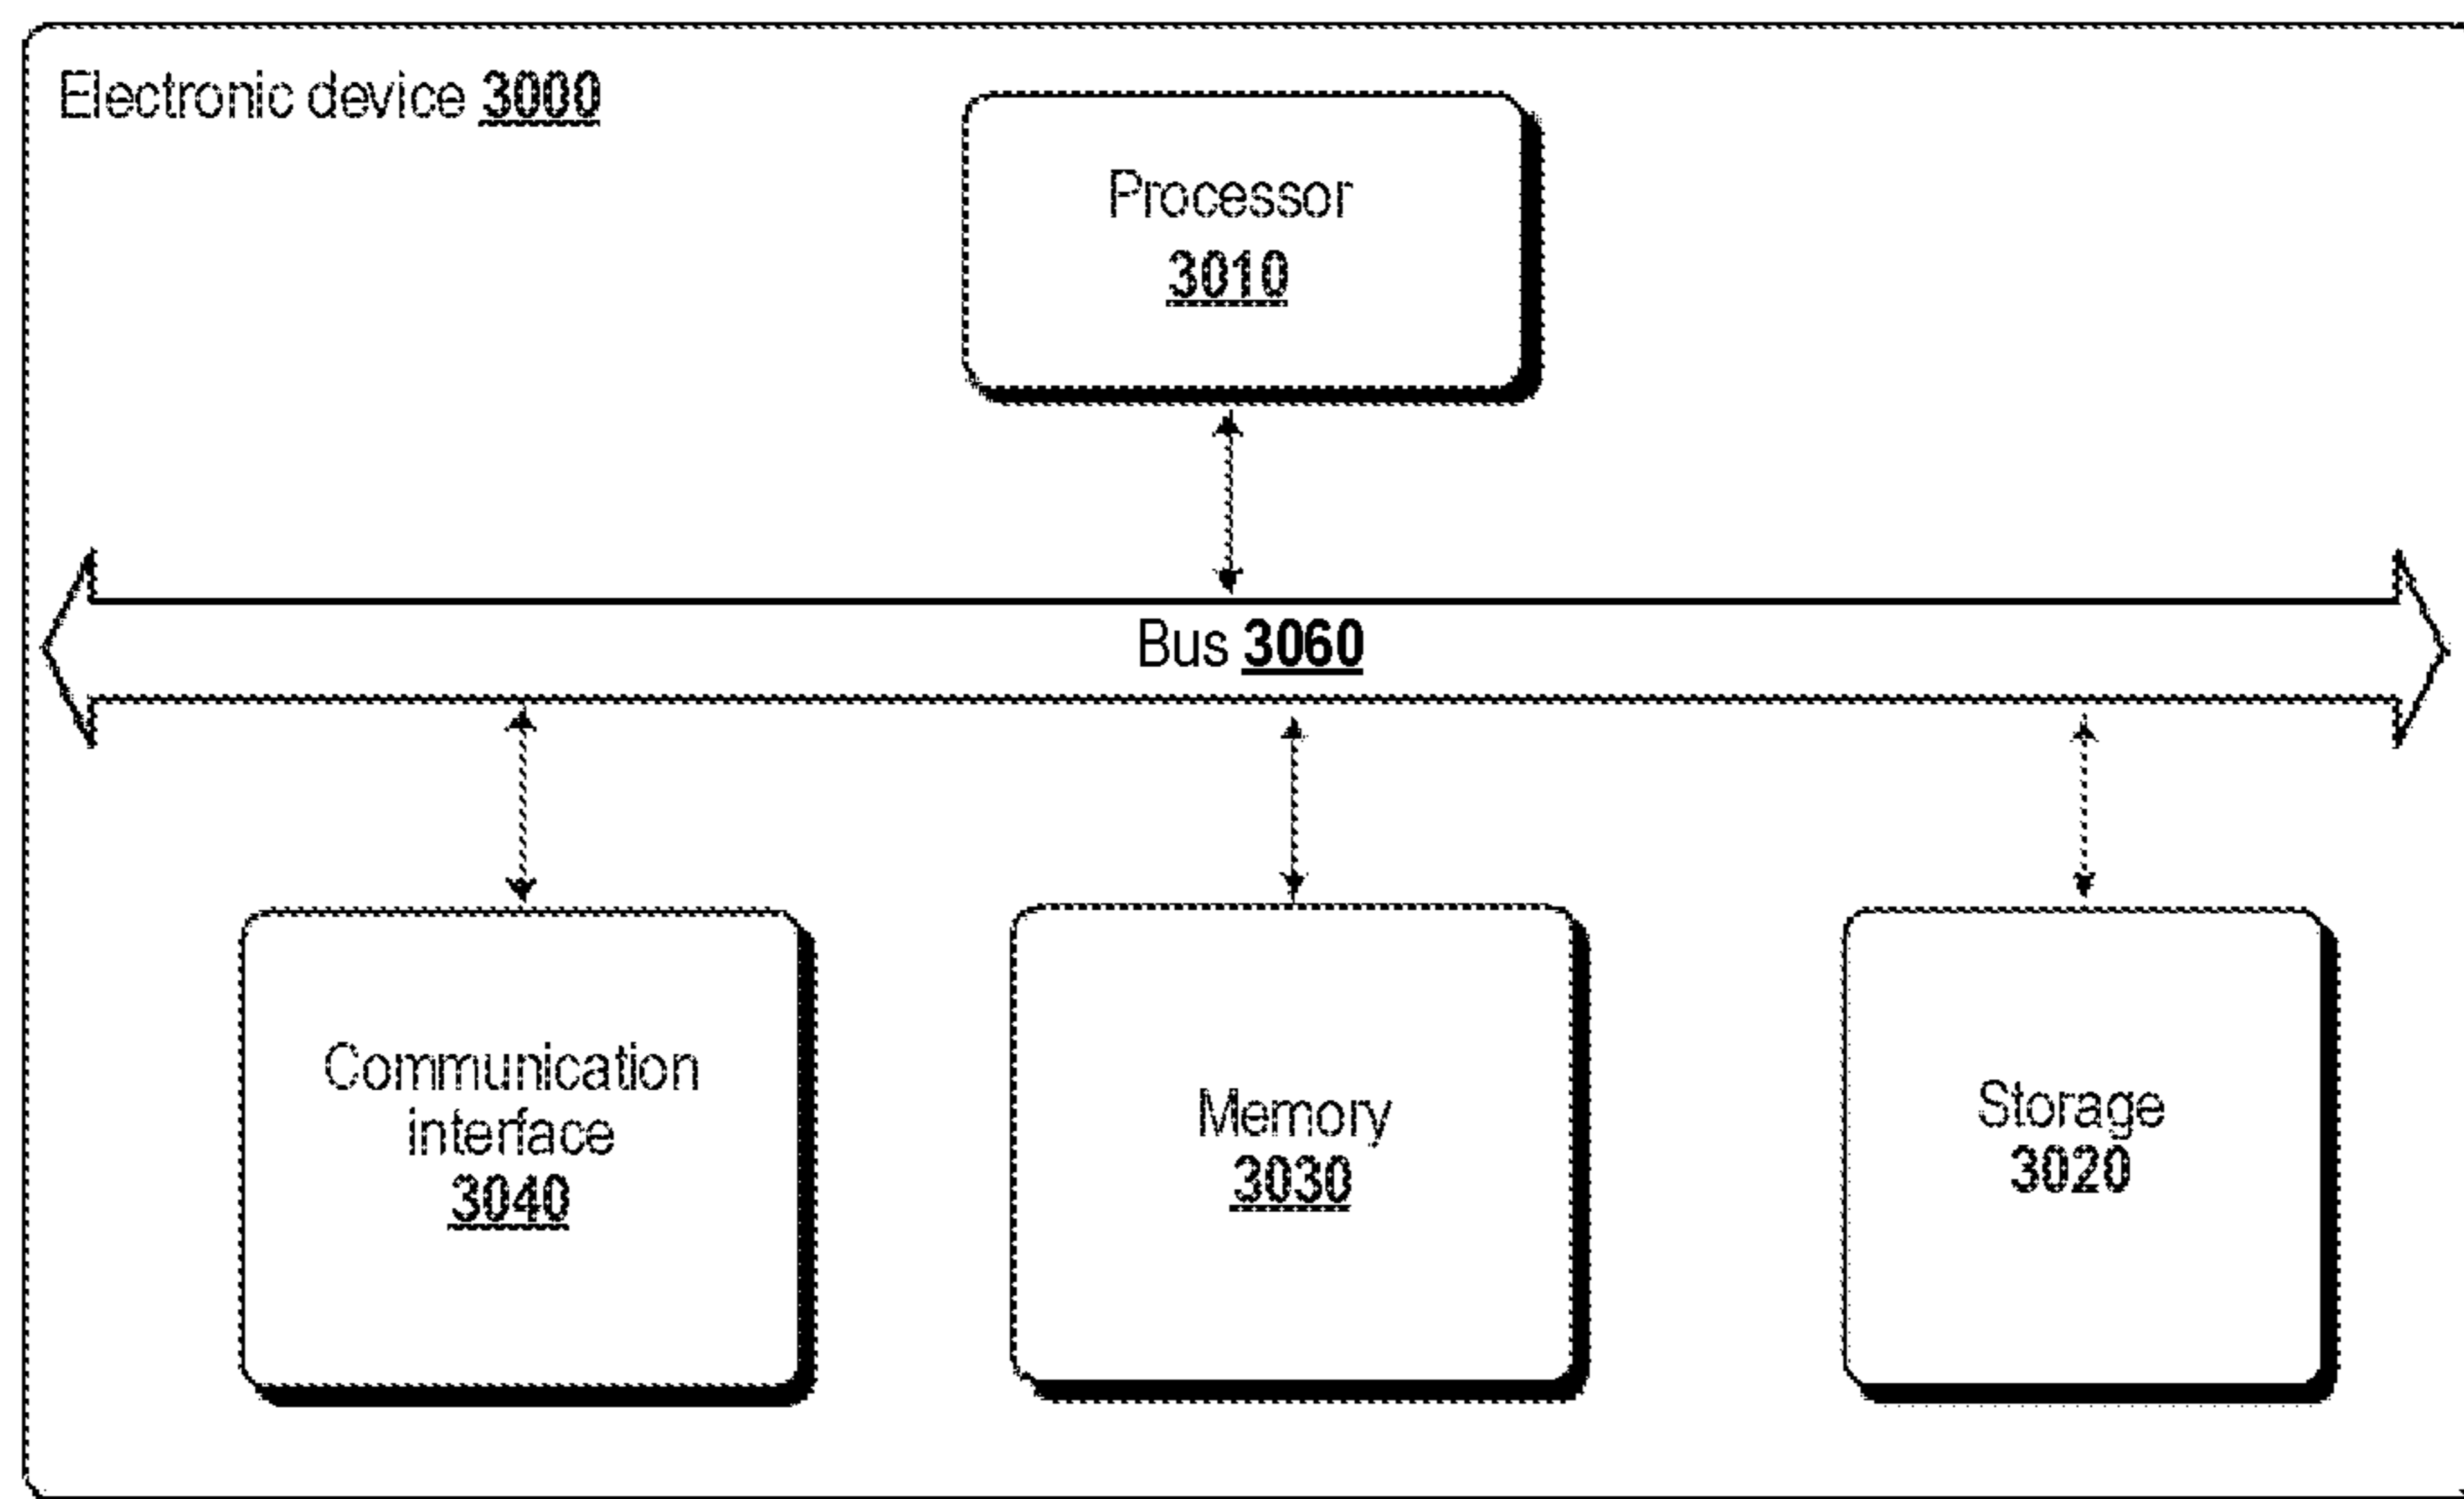 Electronic device 3000
Processor
3010
Bus 3060
Communication
interface
3040
Memory
3030
Storage
3020